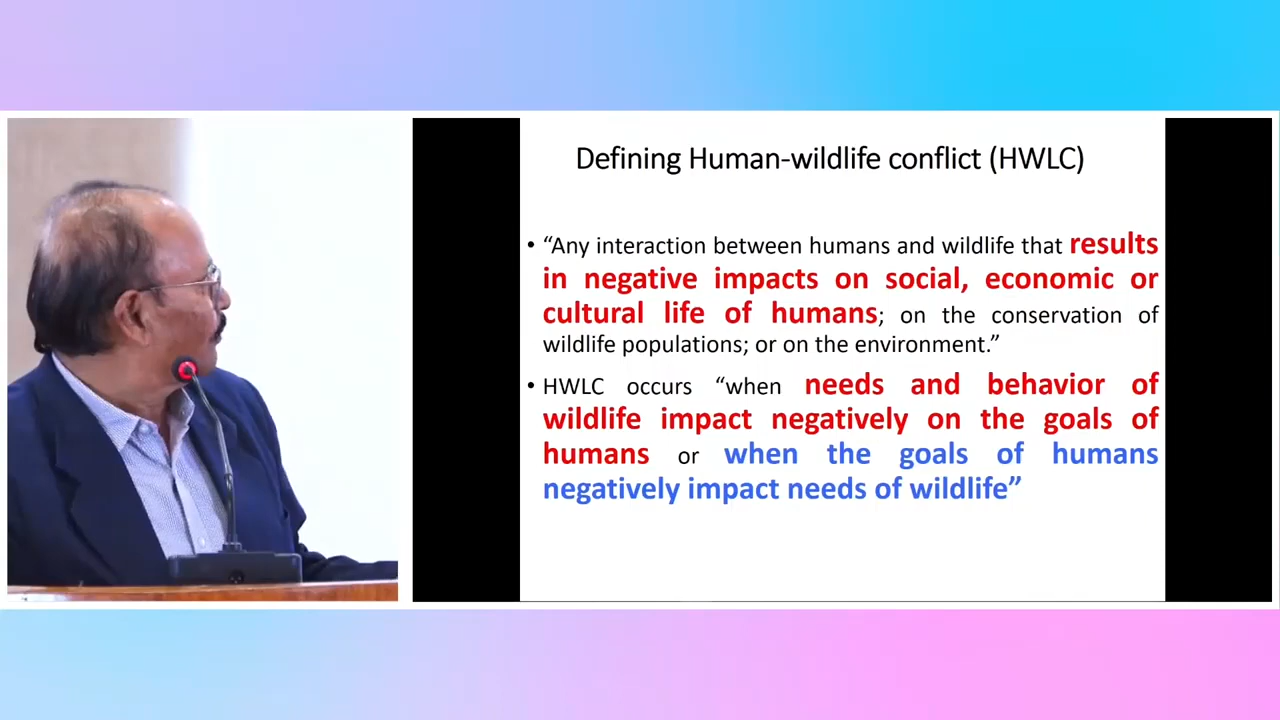 Defining Human-wildlife conflict (HWLC)
• “Any interaction between humans and wildlife that results
in negative impacts on social, economic or
cultural life of humans; on the conservation of
wildlife populations; or on the environment.”
• HWLC occurs “when needs and behavior of
wildlife impact negatively on the goals of
humans or when the goals of humans
negatively impact needs of wildlife”